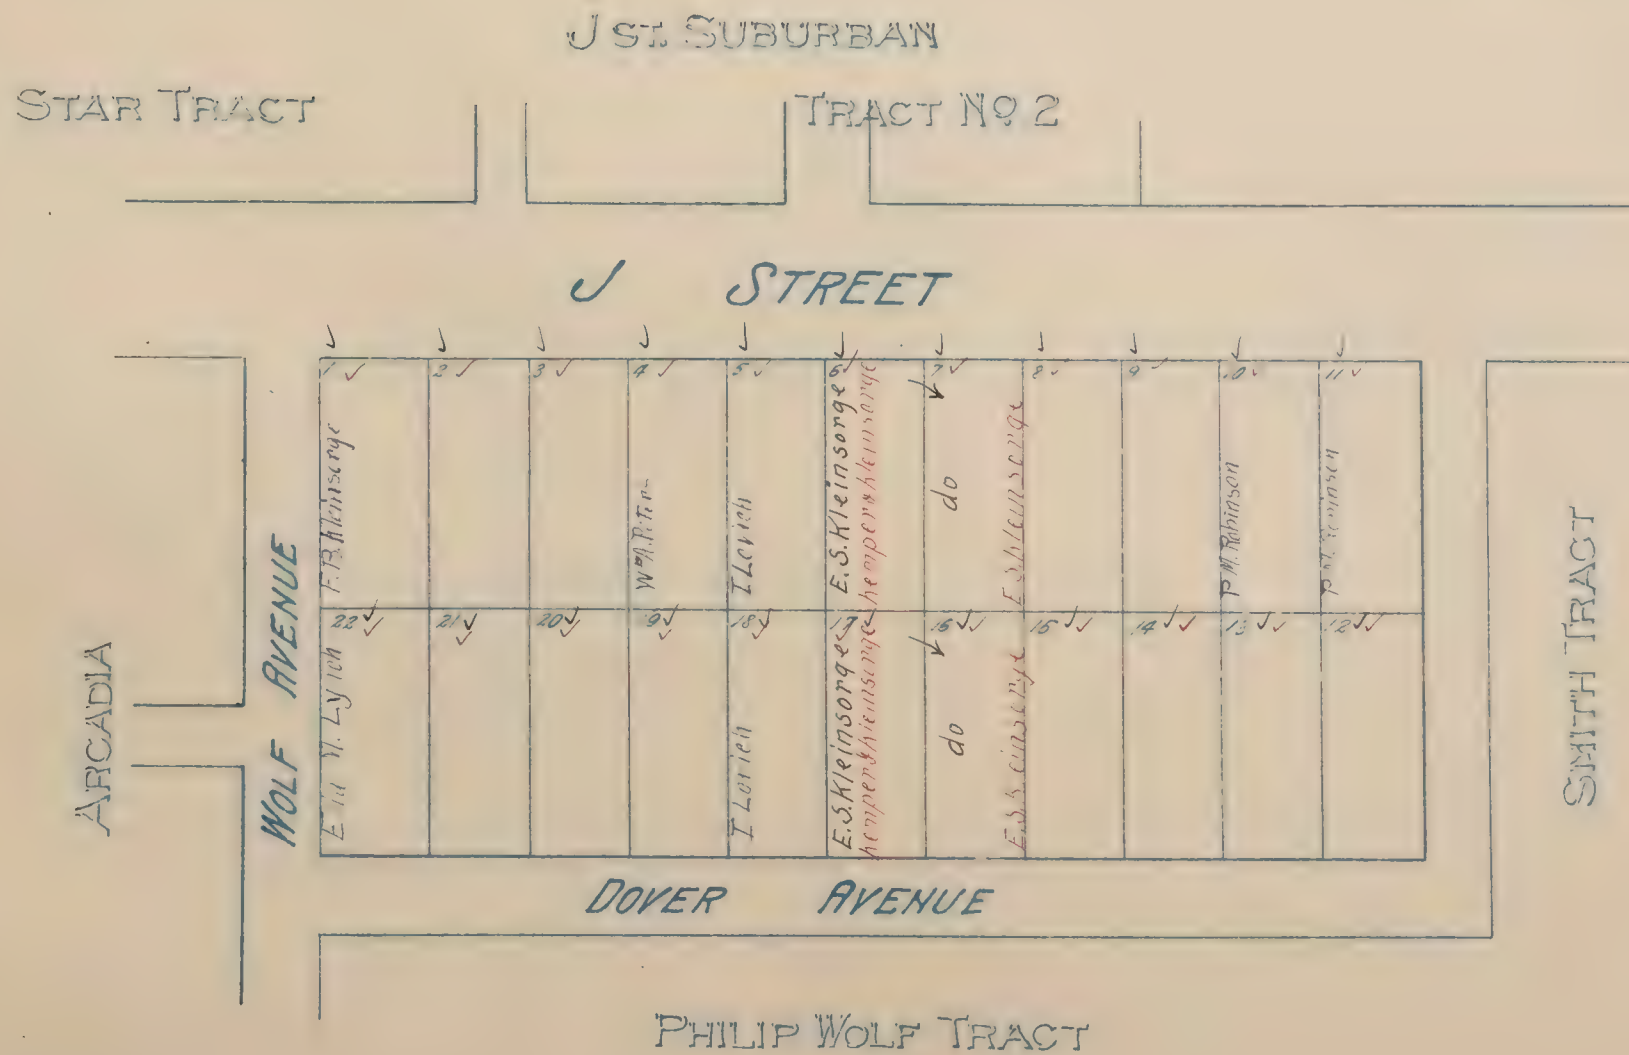 J ST. SUBURBAN
STAR TRACT
TRACT NO 2
J STREET
1 2 3 4 5 6 7 8 9 10 11
F.B. Kleinsorge
I Levich
E.S. Kleinsorge
do
E S Kleinsorge
P M Robinson
22 21 20 19 18 17 16 15 14 13 12
Lynch
I Levich
E.S. Kleinsorge
do
WOLF AVENUE
ARCADIA
SMITH TRACT
DOVER AVENUE
PHILIP WOLF TRACT